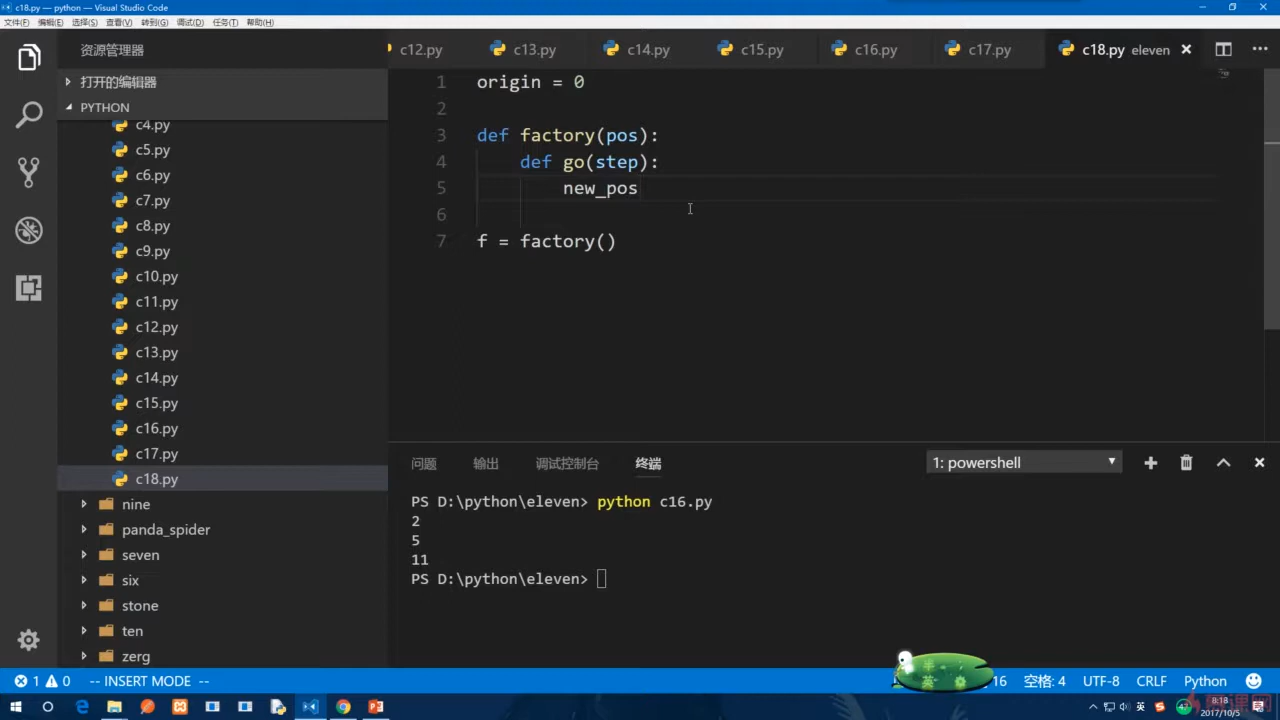 c18.py — python — Visual Studio Code
文件(F) 编辑(E) 选择(S) 查看(V) 转到(G) 调试(D) 任务(T) 帮助(H)
资源管理器
c12.py c13.py c14.py c15.py c16.py c17.py c18.py eleven
打开的编辑器
PYTHON
c4.py
c5.py
c6.py
c7.py
c8.py
c9.py
c10.py
c11.py
c12.py
c13.py
c14.py
c15.py
c16.py
c17.py
c18.py
nine
panda_spider
seven
six
stone
ten
zerg
1 origin = 0
2
3 def factory(pos):
4 def go(step):
5 new_pos
6
7 f = factory()
问题 输出 调试控制台 终端
1: powershell
PS D:\python\eleven> python c16.py
2
5
11
PS D:\python\eleven>
1 0 -- INSERT MODE -- 16 空格: 4 UTF-8 CRLF Python
半
英
英
47
8:18
2017/10/5